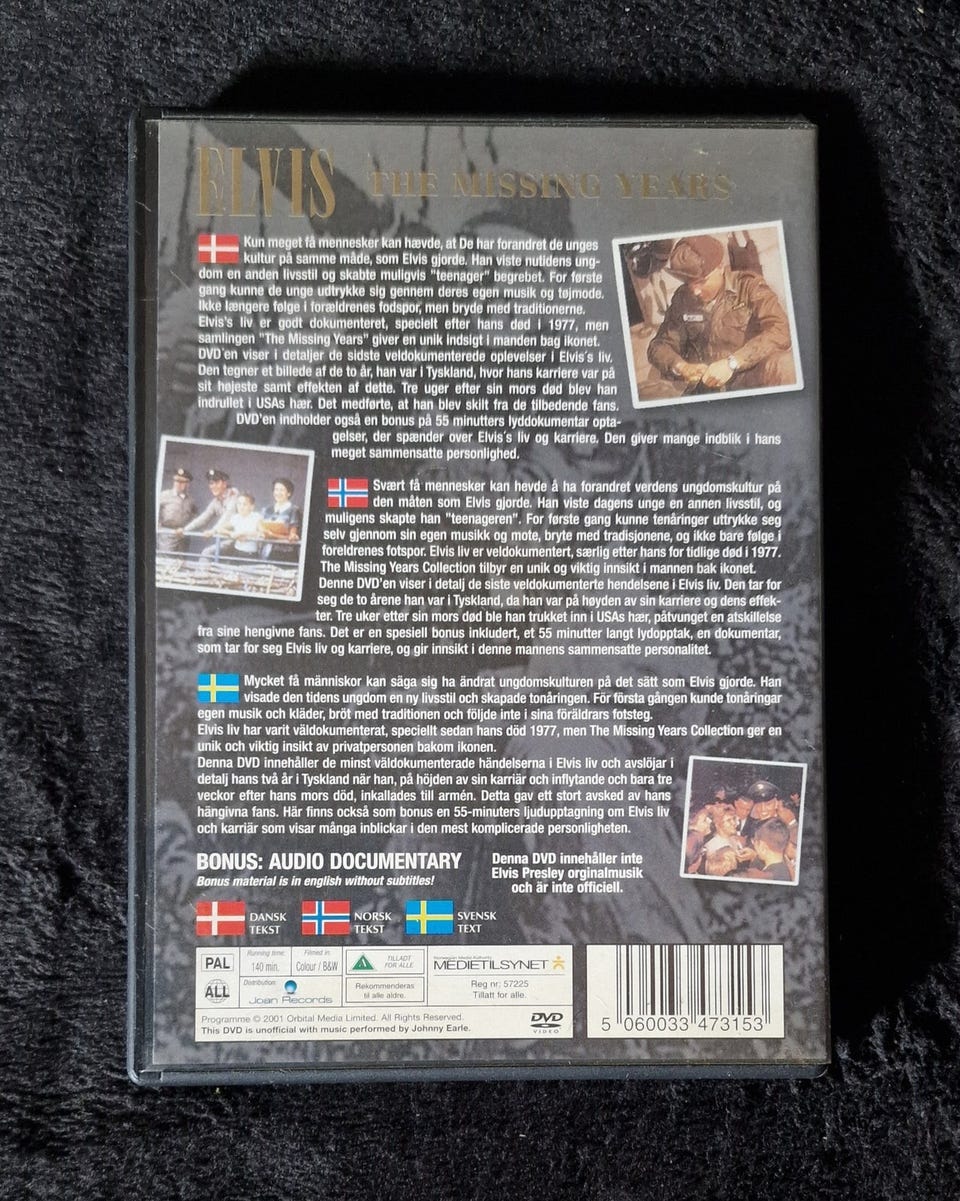 ELVIS THE MISSING YEARS
Kun meget få mennesker kan hævde, at De har forandret de unges
kultur på samme måde, som Elvis gjorde. Han viste nutidens ung-
dom en anden livsstil og skabte muligvis "teenager" begrebet. For første
gang kunne de unge udtrykke sig gennem deres egen musik og tøjmode.
Ikke længere følge i forældrenes fodspor, men bryde med traditionerne.
Elvis's liv er godt dokumenteret, specielt efter hans død i 1977, men
samlingen "The Missing Years" giver en unik indsigt i manden bag ikonet.
DVD'en viser i detaljer de sidste veldokumenterede oplevelser i Elvis´s liv.
Den tegner et billede af de to år, han var i Tyskland, hvor hans karriere var på
sit højeste samt effekten af dette. Tre uger efter sin mors død blev han
indrullet i USAs hær. Det medførte, at han blev skilt fra de tilbedende fans.
DVD'en indholder også en bonus på 55 minutters lyddokumentar opta-
gelser, der spænder over Elvis´s liv og karriere. Den giver mange indblik i hans
meget sammensatte personlighed.
Svært få mennesker kan hevde å ha forandret verdens ungdomskultur på
den måten som Elvis gjorde. Han viste dagens unge en annen livsstil, og
muligens skapte han "teenageren". For første gang kunne tenåringer uttrykke seg
selv gjennom sin egen musikk og mote, bryte med tradisjonene, og ikke bare følge i
foreldrenes fotspor. Elvis liv er veldokumentert, særlig etter hans for tidlige død i 1977.
The Missing Years Collection tilbyr en unik og viktig innsikt i mannen bak ikonet.
Denne DVD'en viser i detalj de siste veldokumenterte hendelsene i Elvis liv. Den tar for
seg de to årene han var i Tyskland, da han var på høyden av sin karriere og dens effek-
ter. Tre uker etter sin mors død ble han trukket inn i USAs hær, påtvunget en atskillelse
fra sine hengivne fans. Det er en spesiell bonus inkludert, et 55 minutter langt lydopptak, en dokumentar,
som tar for seg Elvis liv og karriere, og gir innsikt i denne mannens sammensatte personalitet.
Mycket få människor kan säga sig ha ändrat ungdomskulturen på det sätt som Elvis gjorde. Han
visade den tidens ungdom en ny livsstil och skapade tonåringen. För första gången kunde tonåringar
egen musik och kläder, bröt med traditionen och följde inte i sina föräldrars fotsteg.
Elvis liv har varit väldokumenterat, speciellt sedan hans död 1977, men The Missing Years Collection ger en
unik och viktig insikt av privatpersonen bakom ikonen.
Denna DVD innehåller de minst väldokumenterade händelserna i Elvis liv och avslöjar i
detalj hans två år i Tyskland när han, på höjden av sin karriär och inflytande och bara tre
veckor efter hans mors död, inkallades till armén. Detta gav ett stort avsked av hans
hängivna fans. Här finns också som bonus en 55-minuters ljudupptagning om Elvis liv
och karriär som visar många inblickar i den mest komplicerade personligheten.
BONUS: AUDIO DOCUMENTARY
Bonus material is in english without subtitles!
Denna DVD innehåller inte
Elvis Presley orginalmusik
och är inte officiell.
DANSK
TEKST
NORSK
TEKST
SVENSK
TEXT
PAL
Running time:
140 min.
Filmed in
Colour / B&W
A
TILLADT
FOR ALLE
Norwegian Media Authority
MEDIETILSYNET
ALL
Distribution:
Joan Records
Rekommenderas
til alle aldre.
Reg nr: 57225
Tillatt for alle.
Programme © 2001 Orbital Media Limited. All Rights Reserved.
This DVD is unofficial with music performed by Johnny Earle.
DVD
VIDEO
5 060033 473153